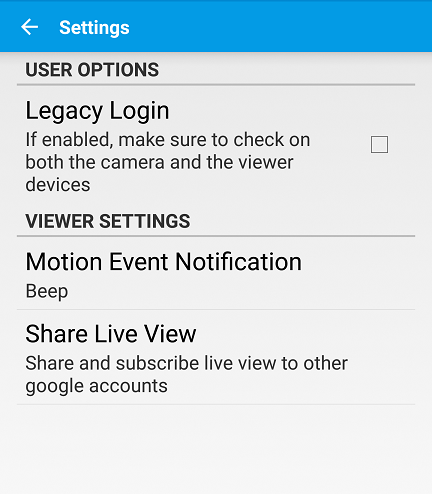 Settings
USER OPTIONS
Legacy Login
If enabled, make sure to check on
both the camera and the viewer
devices
VIEWER SETTINGS
Motion Event Notification
Beep
Share Live View
Share and subscribe live view to other
google accounts